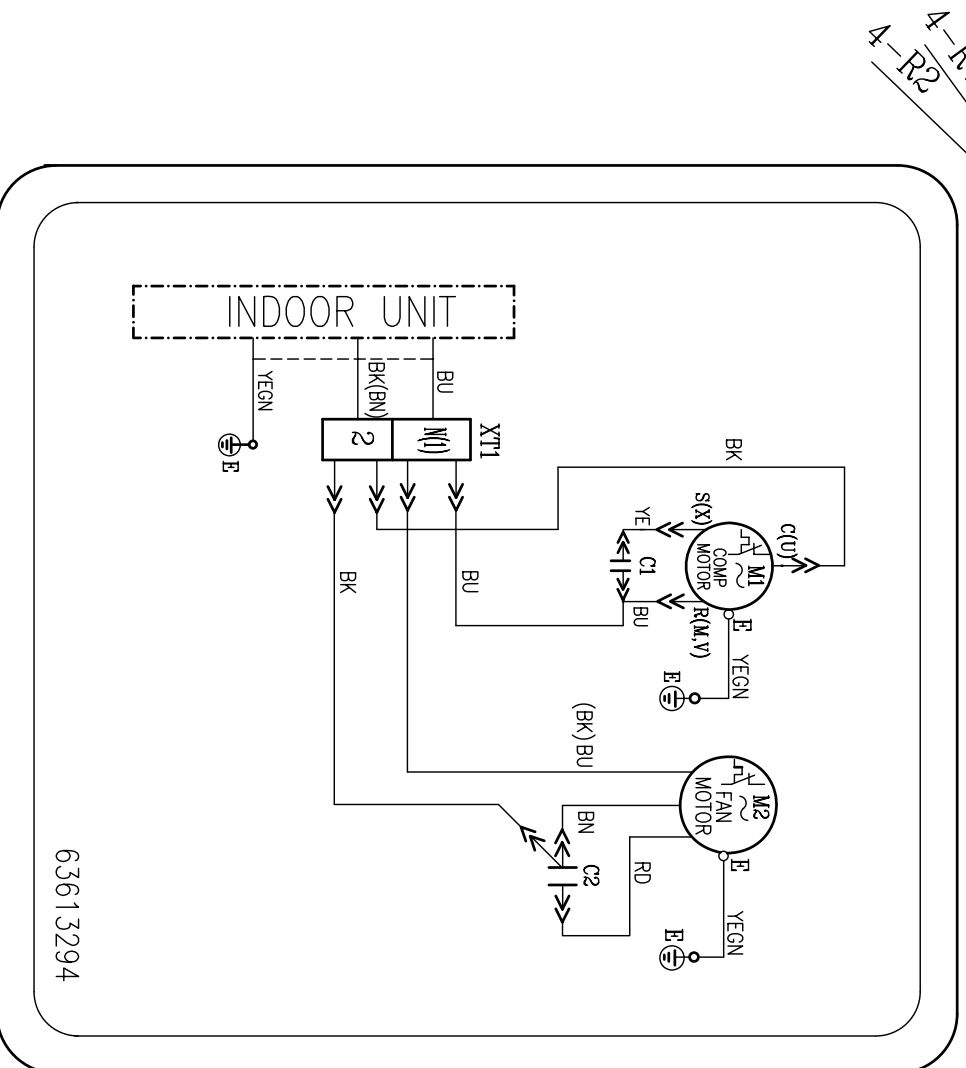 4-R2
INDOOR UNIT
YEGN
BK(BN)
BU
E
2
N(1)
XT1
BK
S(X)
YE
C1
BU
R(M,V)
C(U)
M1
COMP
MOTOR
E
YEGN
E
BK
BU
(BK)BU
BN
C2
RD
M2
FAN
MOTOR
E
YEGN
E
63613294